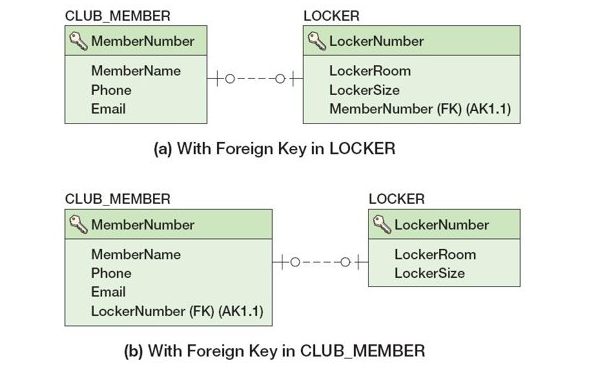 CLUB_MEMBER
MemberNumber
MemberName
Phone
Email
LOCKER
LockerNumber
LockerRoom
LockerSize
MemberNumber (FK) (AK1.1)
(a) With Foreign Key in LOCKER
CLUB_MEMBER
MemberNumber
MemberName
Phone
Email
LockerNumber (FK) (AK1.1)
LOCKER
LockerNumber
LockerRoom
LockerSize
(b) With Foreign Key in CLUB_MEMBER